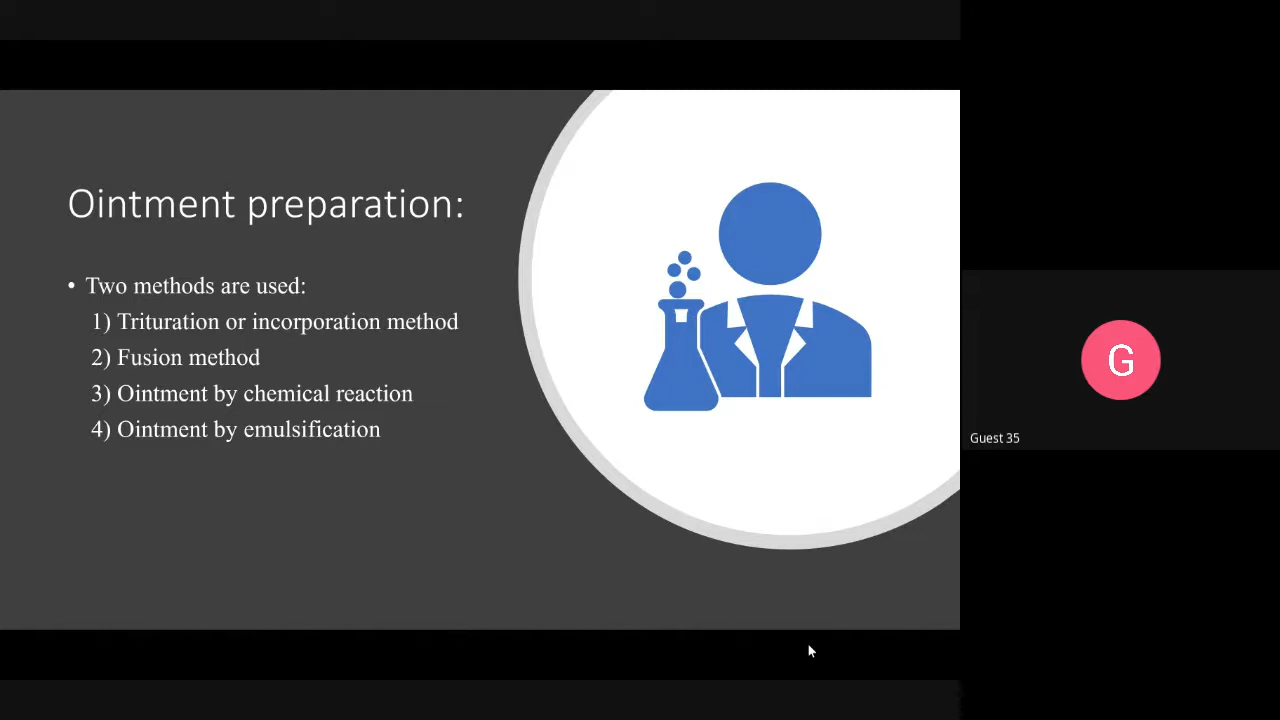 Ointment preparation:
• Two methods are used:
1) Trituration or incorporation method
2) Fusion method
3) Ointment by chemical reaction
4) Ointment by emulsification
G
Guest 35